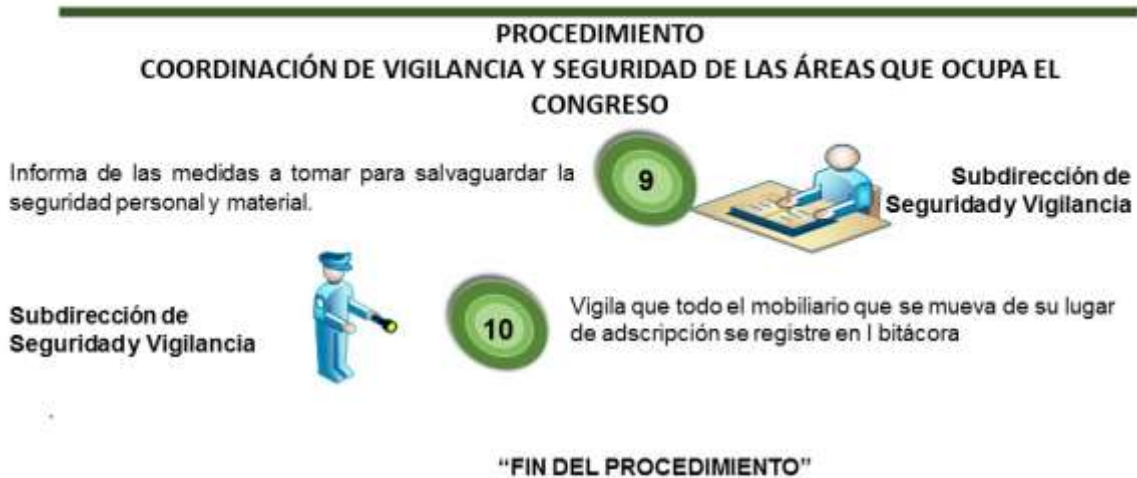 PROCEDIMIENTO
COORDINACIÓN DE VIGILANCIA Y SEGURIDAD DE LAS ÁREAS QUE OCUPA EL
CONGRESO
Informa de las medidas a tomar para salvaguardar la
seguridad personal y material.
9
Subdirección de
Seguridad y Vigilancia
Subdirección de
Seguridad y Vigilancia
10
Vigila que todo el mobiliario que se mueva de su lugar
de adscripción se registre en l bitácora
.
“FIN DEL PROCEDIMIENTO”